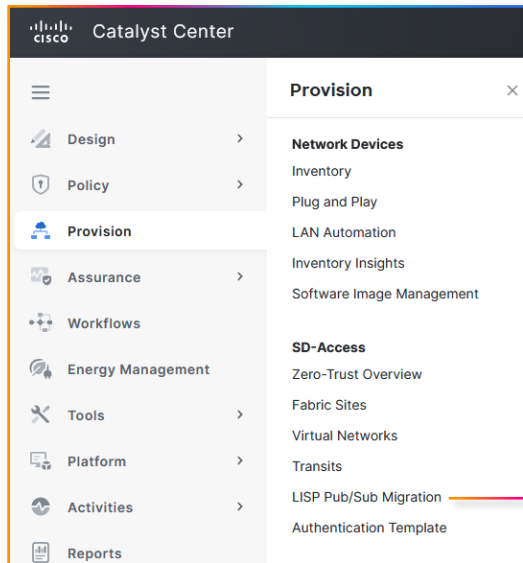 cisco Catalyst Center
Design
Policy
Provision
Assurance
Workflows
Energy Management
Tools
Platform
Activities
Reports
Provision
Network Devices
Inventory
Plug and Play
LAN Automation
Inventory Insights
Software Image Management
SD-Access
Zero-Trust Overview
Fabric Sites
Virtual Networks
Transits
LISP Pub/Sub Migration
Authentication Template